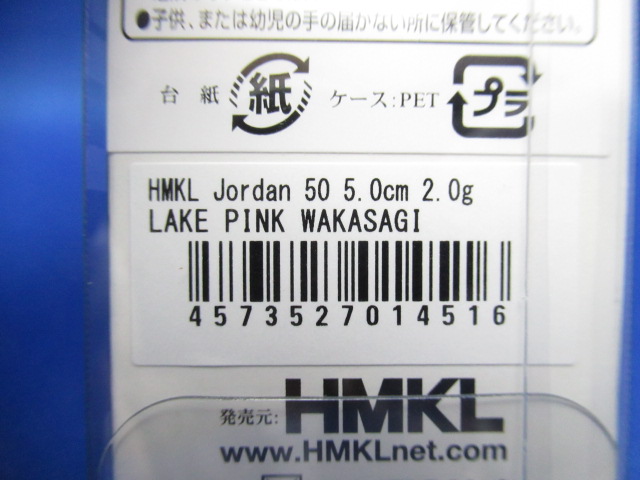 ●子供、または幼児の手の届かない所に保管してください。
台 紙 紙 ケース:PET プラ
HMKL Jordan 50 5.0cm 2.0g
LAKE PINK WAKASAGI
4573527014516
発売元: HMKL
www.HMKLnet.com